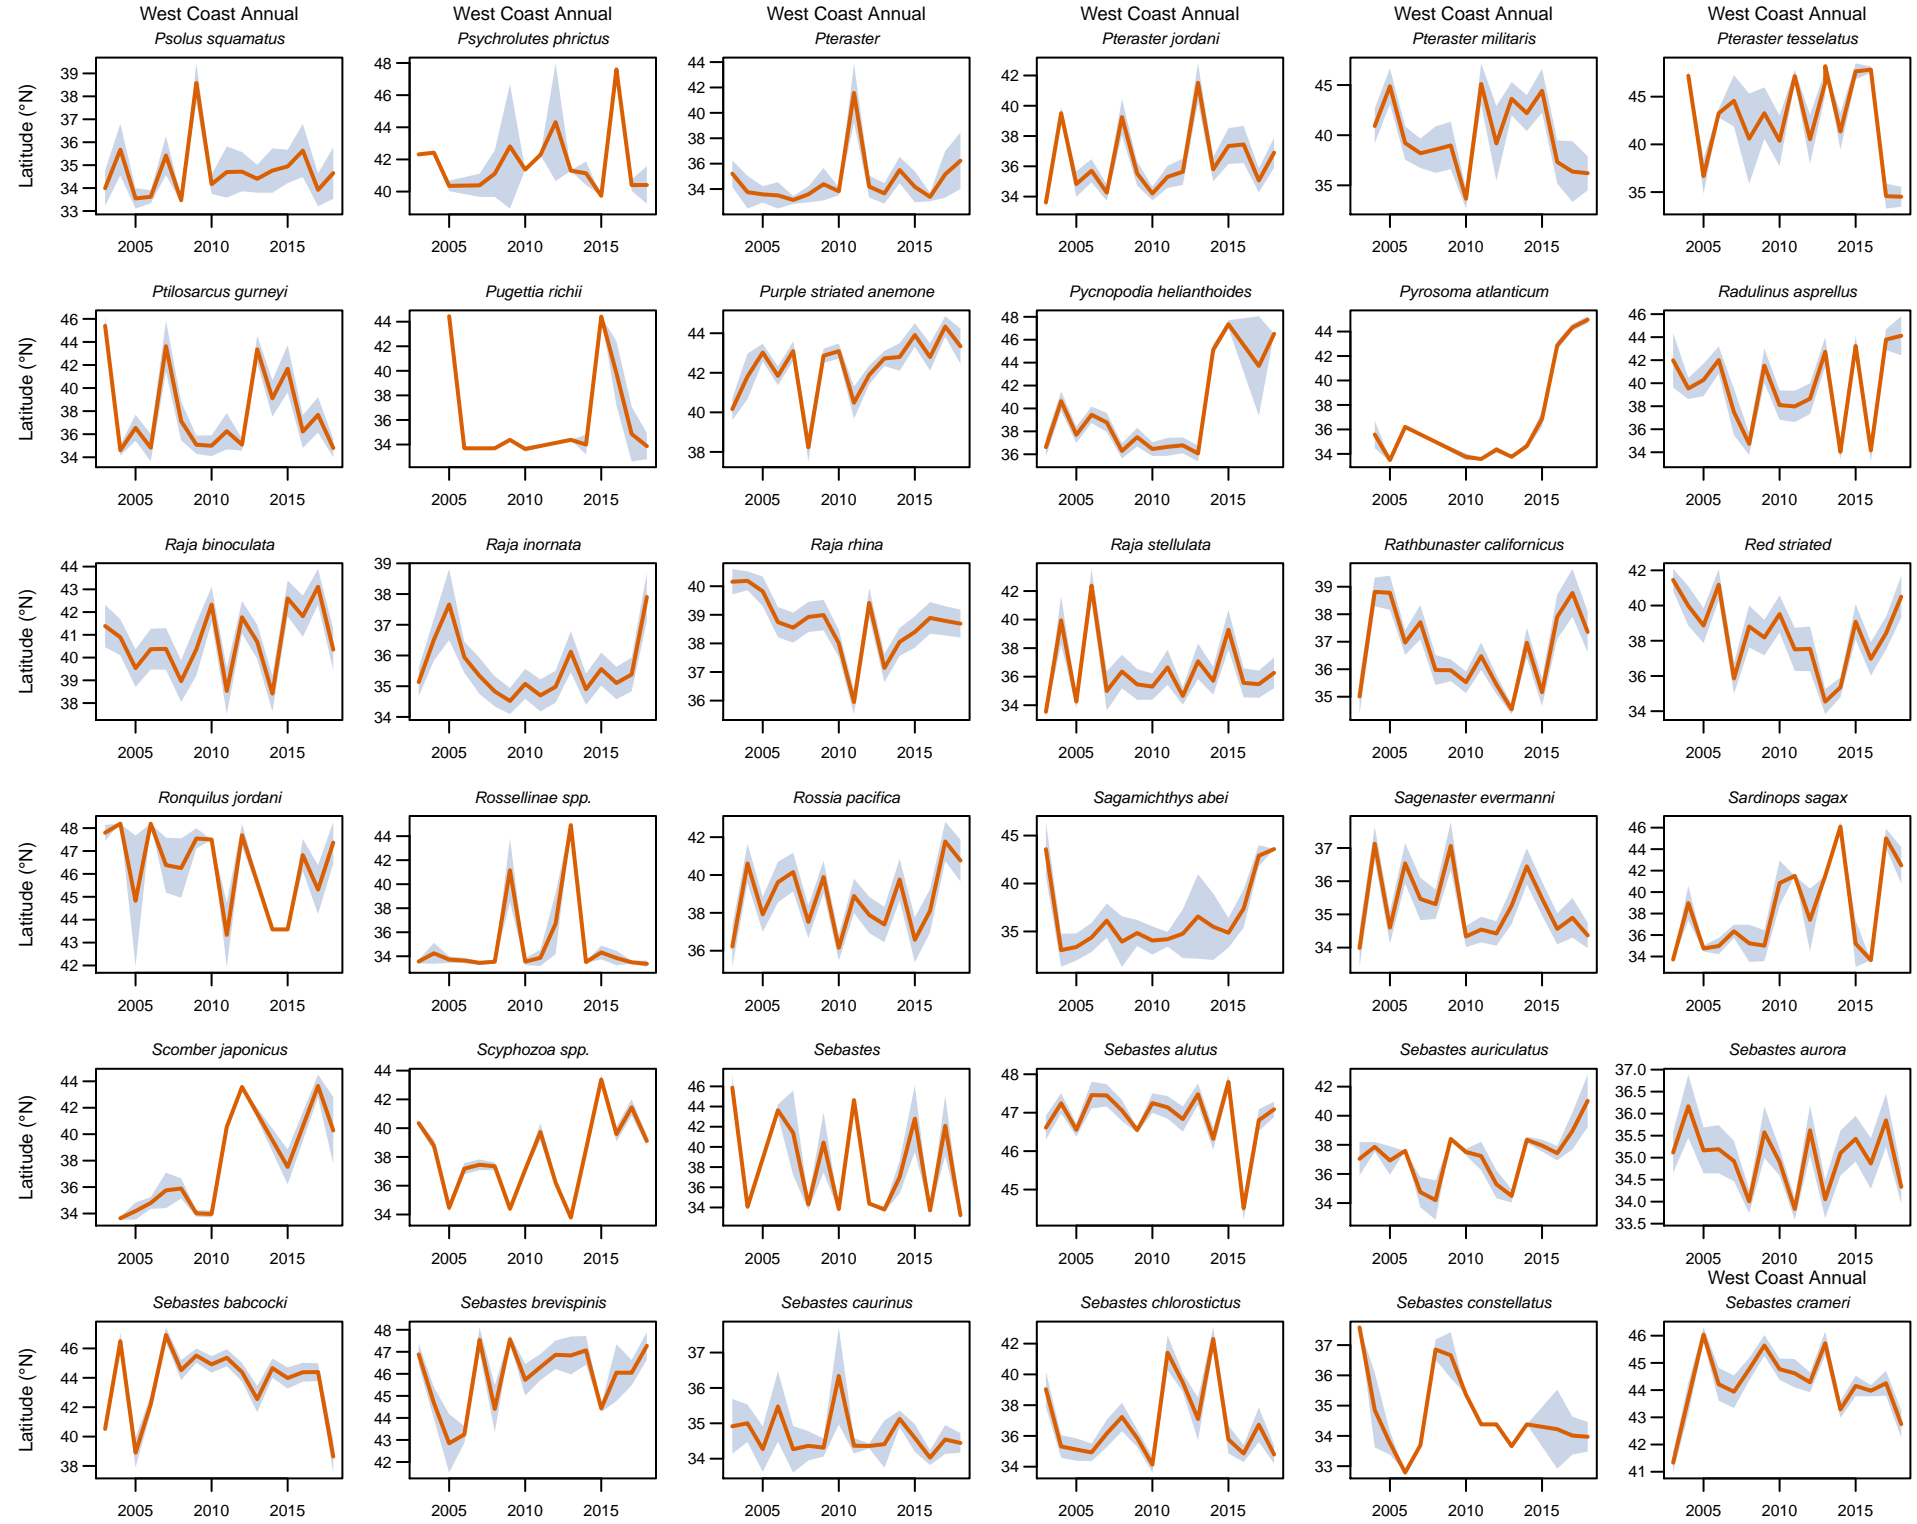 West Coast Annual
Psolus squamatus
Latitude (°N)
39
38
37
36
35
34
33
2005 2010 2015
West Coast Annual
Psychrolutes phrictus
48
46
44
42
40
2005 2010 2015
West Coast Annual
Pteraster
44
42
40
38
36
34
2005 2010 2015
West Coast Annual
Pteraster jordani
42
40
38
36
34
2005 2010 2015
West Coast Annual
Pteraster militaris
45
40
35
2005 2010 2015
West Coast Annual
Pteraster tesselatus
45
40
35
2005 2010 2015
Ptilosarcus gurneyi
Latitude (°N)
46
44
42
40
38
36
34
2005 2010 2015
Pugettia richii
44
42
40
38
36
34
2005 2010 2015
Purple striated anemone
44
42
40
38
2005 2010 2015
Pycnopodia helianthoides
48
46
44
42
40
38
36
2005 2010 2015
Pyrosoma atlanticum
44
42
40
38
36
34
2005 2010 2015
Radulinus asprellus
46
44
42
40
38
36
34
2005 2010 2015
Raja binoculata
Latitude (°N)
44
43
42
41
40
39
38
2005 2010 2015
Raja inornata
39
38
37
36
35
34
2005 2010 2015
Raja rhina
40
39
38
37
36
2005 2010 2015
Raja stellulata
42
40
38
36
34
2005 2010 2015
Rathbunaster californicus
39
38
37
36
35
2005 2010 2015
Red striated
42
40
38
36
34
2005 2010 2015
Ronquilus jordani
Latitude (°N)
48
47
46
45
44
43
42
2005 2010 2015
Rossellinae spp.
44
42
40
38
36
34
2005 2010 2015
Rossia pacifica
42
40
38
36
2005 2010 2015
Sagamichthys abei
45
40
35
2005 2010 2015
Sagenaster evermanni
37
36
35
34
2005 2010 2015
Sardinops sagax
46
44
42
40
38
36
34
2005 2010 2015
Scomber japonicus
Latitude (°N)
44
42
40
38
36
34
2005 2010 2015
Scyphozoa spp.
44
42
40
38
36
34
2005 2010 2015
Sebastes
46
44
42
40
38
36
34
2005 2010 2015
Sebastes alutus
48
47
46
45
2005 2010 2015
Sebastes auriculatus
42
40
38
36
34
2005 2010 2015
Sebastes aurora
37.0
36.5
36.0
35.5
35.0
34.5
34.0
33.5
2005 2010 2015
Sebastes babcocki
Latitude (°N)
46
44
42
40
38
2005 2010 2015
Sebastes brevispinis
48
47
46
45
44
43
42
2005 2010 2015
Sebastes caurinus
37
36
35
34
2005 2010 2015
Sebastes chlorostictus
42
40
38
36
34
2005 2010 2015
Sebastes constellatus
37
36
35
34
33
2005 2010 2015
West Coast Annual
Sebastes crameri
46
45
44
43
42
41
2005 2010 2015